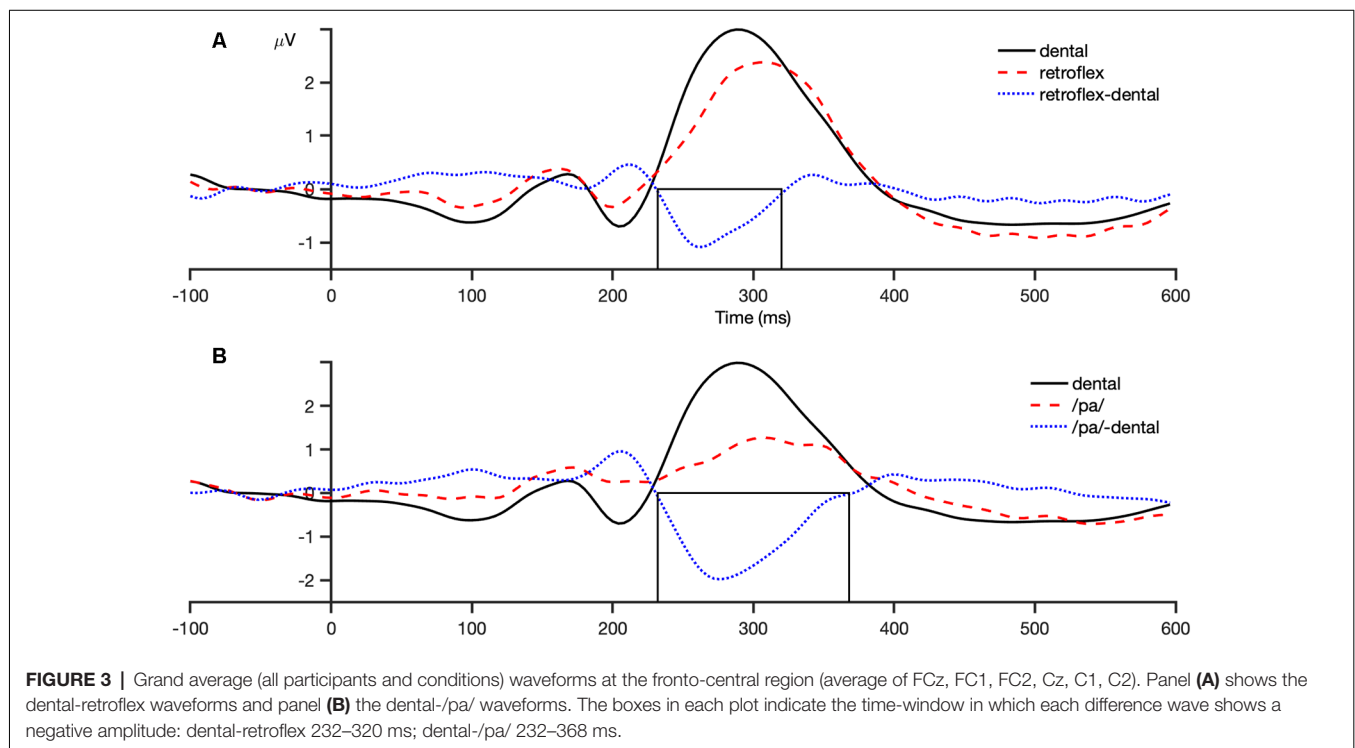 A
μV
dental
retroflex
retroflex-dental
2
1
0
-1
-100 0 100 200 300 400 500 600
Time (ms)
B
dental
/pa/
/pa/-dental
2
1
0
-1
-2
-100 0 100 200 300 400 500 600
FIGURE 3 | Grand average (all participants and conditions) waveforms at the fronto-central region (average of FCz, FC1, FC2, Cz, C1, C2). Panel (A) shows the
dental-retroflex waveforms and panel (B) the dental-/pa/ waveforms. The boxes in each plot indicate the time-window in which each difference wave shows a
negative amplitude: dental-retroflex 232–320 ms; dental-/pa/ 232–368 ms.